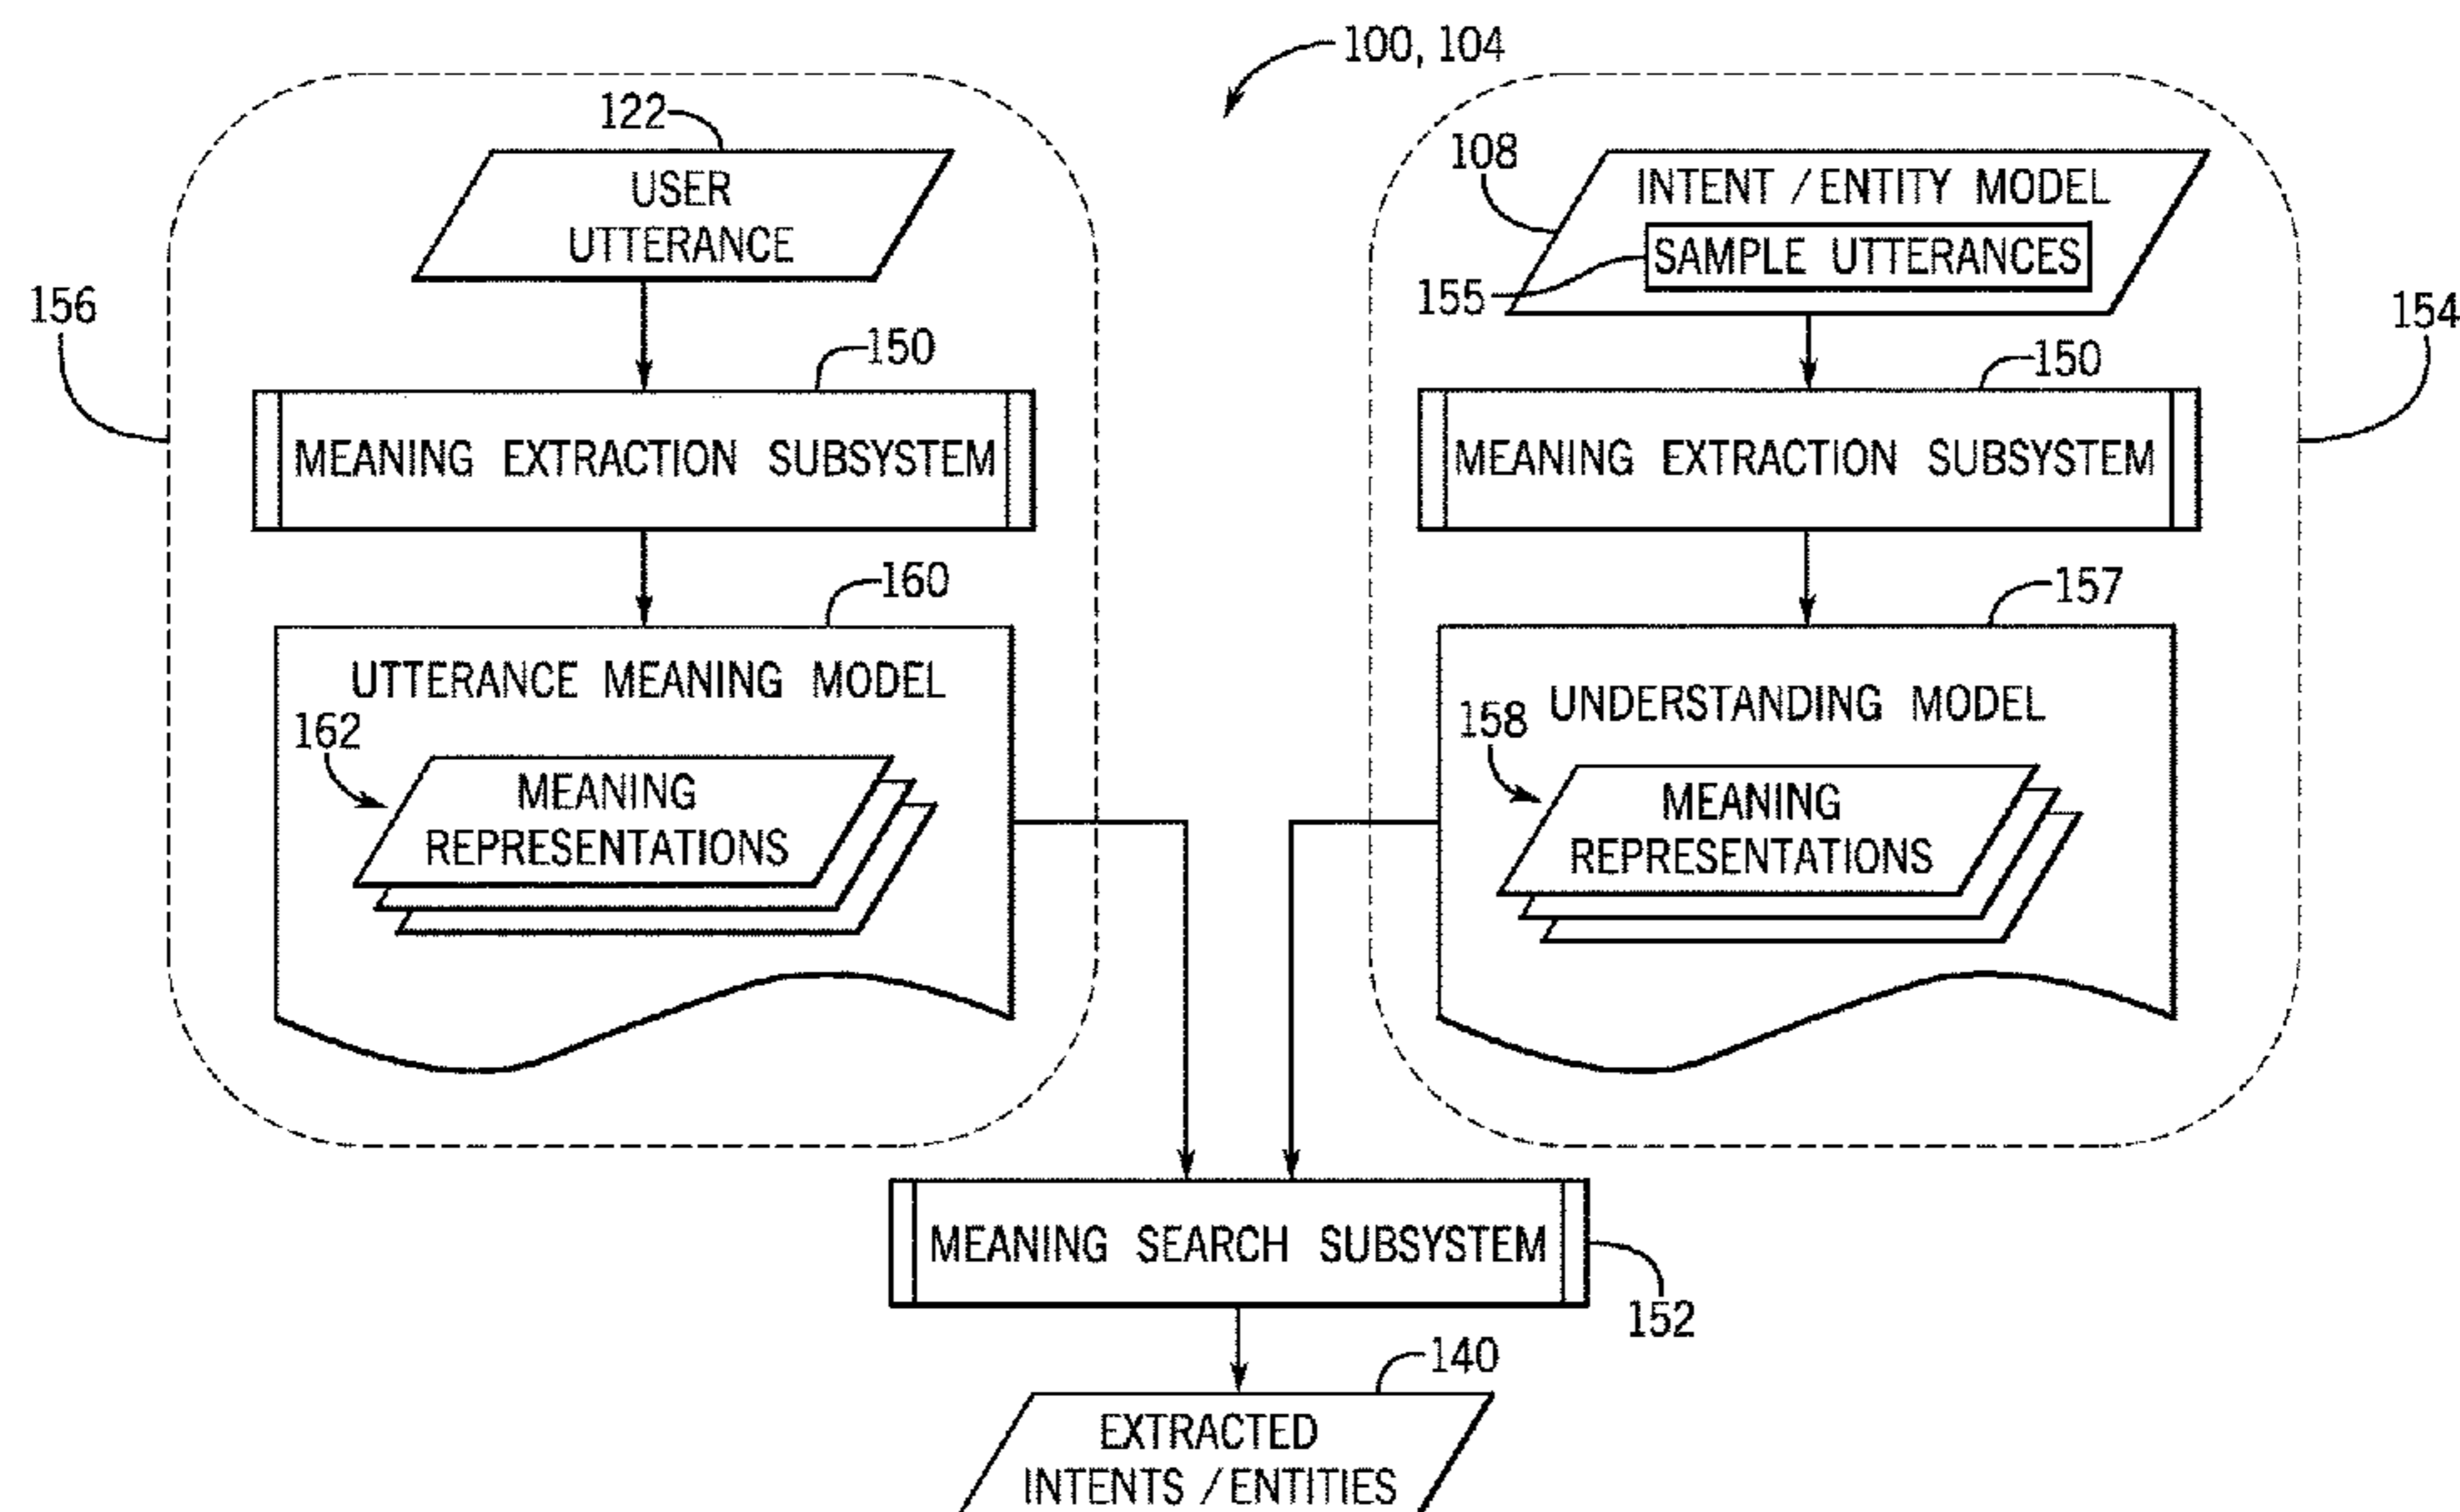 100, 104
122
USER
UTTERANCE
108
INTENT / ENTITY MODEL
SAMPLE UTTERANCES
155
156
154
150
MEANING EXTRACTION SUBSYSTEM
150
MEANING EXTRACTION SUBSYSTEM
160
UTTERANCE MEANING MODEL
162
MEANING
REPRESENTATIONS
157
UNDERSTANDING MODEL
158
MEANING
REPRESENTATIONS
MEANING SEARCH SUBSYSTEM
152
140
EXTRACTED
INTENTS / ENTITIES